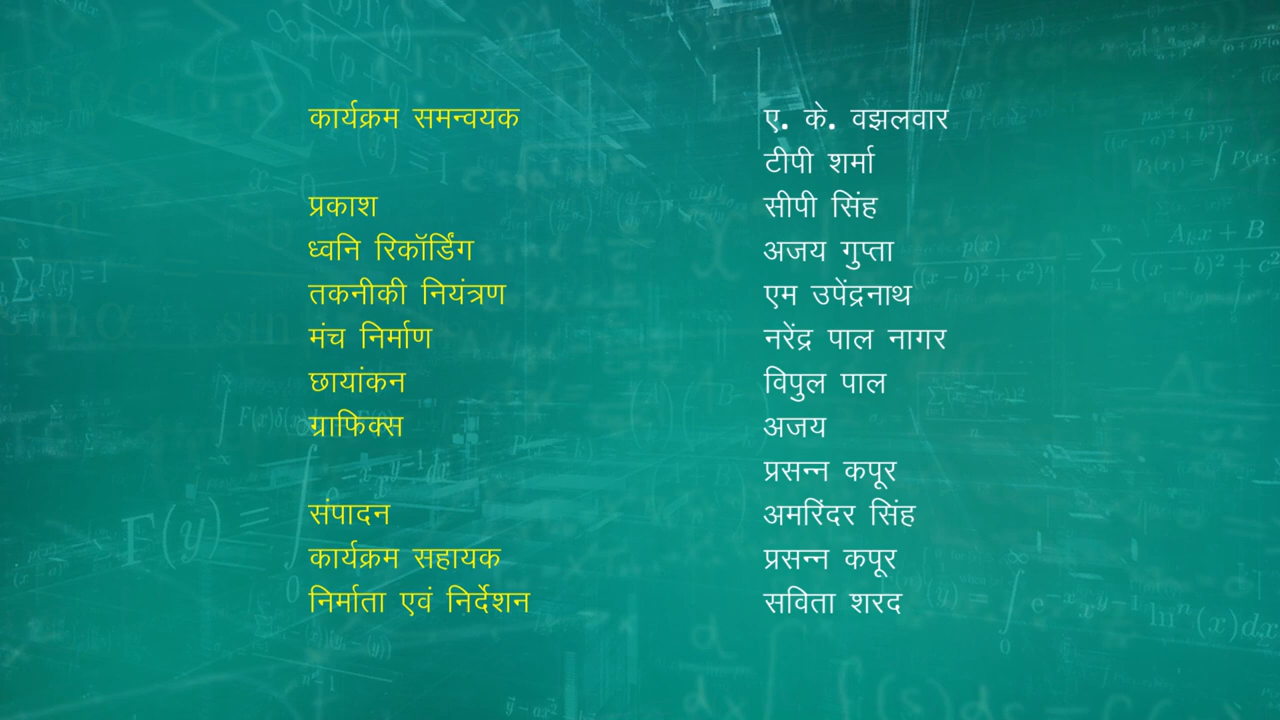 कार्यक्रम समन्वयक ए. के. वझलवार
टीपी शर्मा
प्रकाश सीपी सिंह
ध्वनि रिकॉर्डिंग अजय गुप्ता
तकनीकी नियंत्रण एम उपेंद्रनाथ
मंच निर्माण नरेंद्र पाल नागर
छायांकन विपुल पाल
ग्राफिक्स अजय
प्रसन्न कपूर
संपादन अमरिंदर सिंह
कार्यक्रम सहायक प्रसन्न कपूर
निर्माता एवं निर्देशन सविता शरद